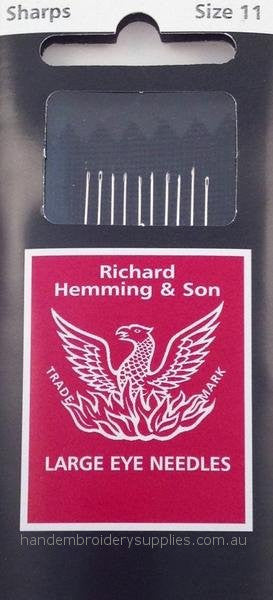 Sharps Size 11
Richard
Hemming & Son
TRADE MARK
LARGE EYE NEEDLES
handembroiderysupplies.com.au